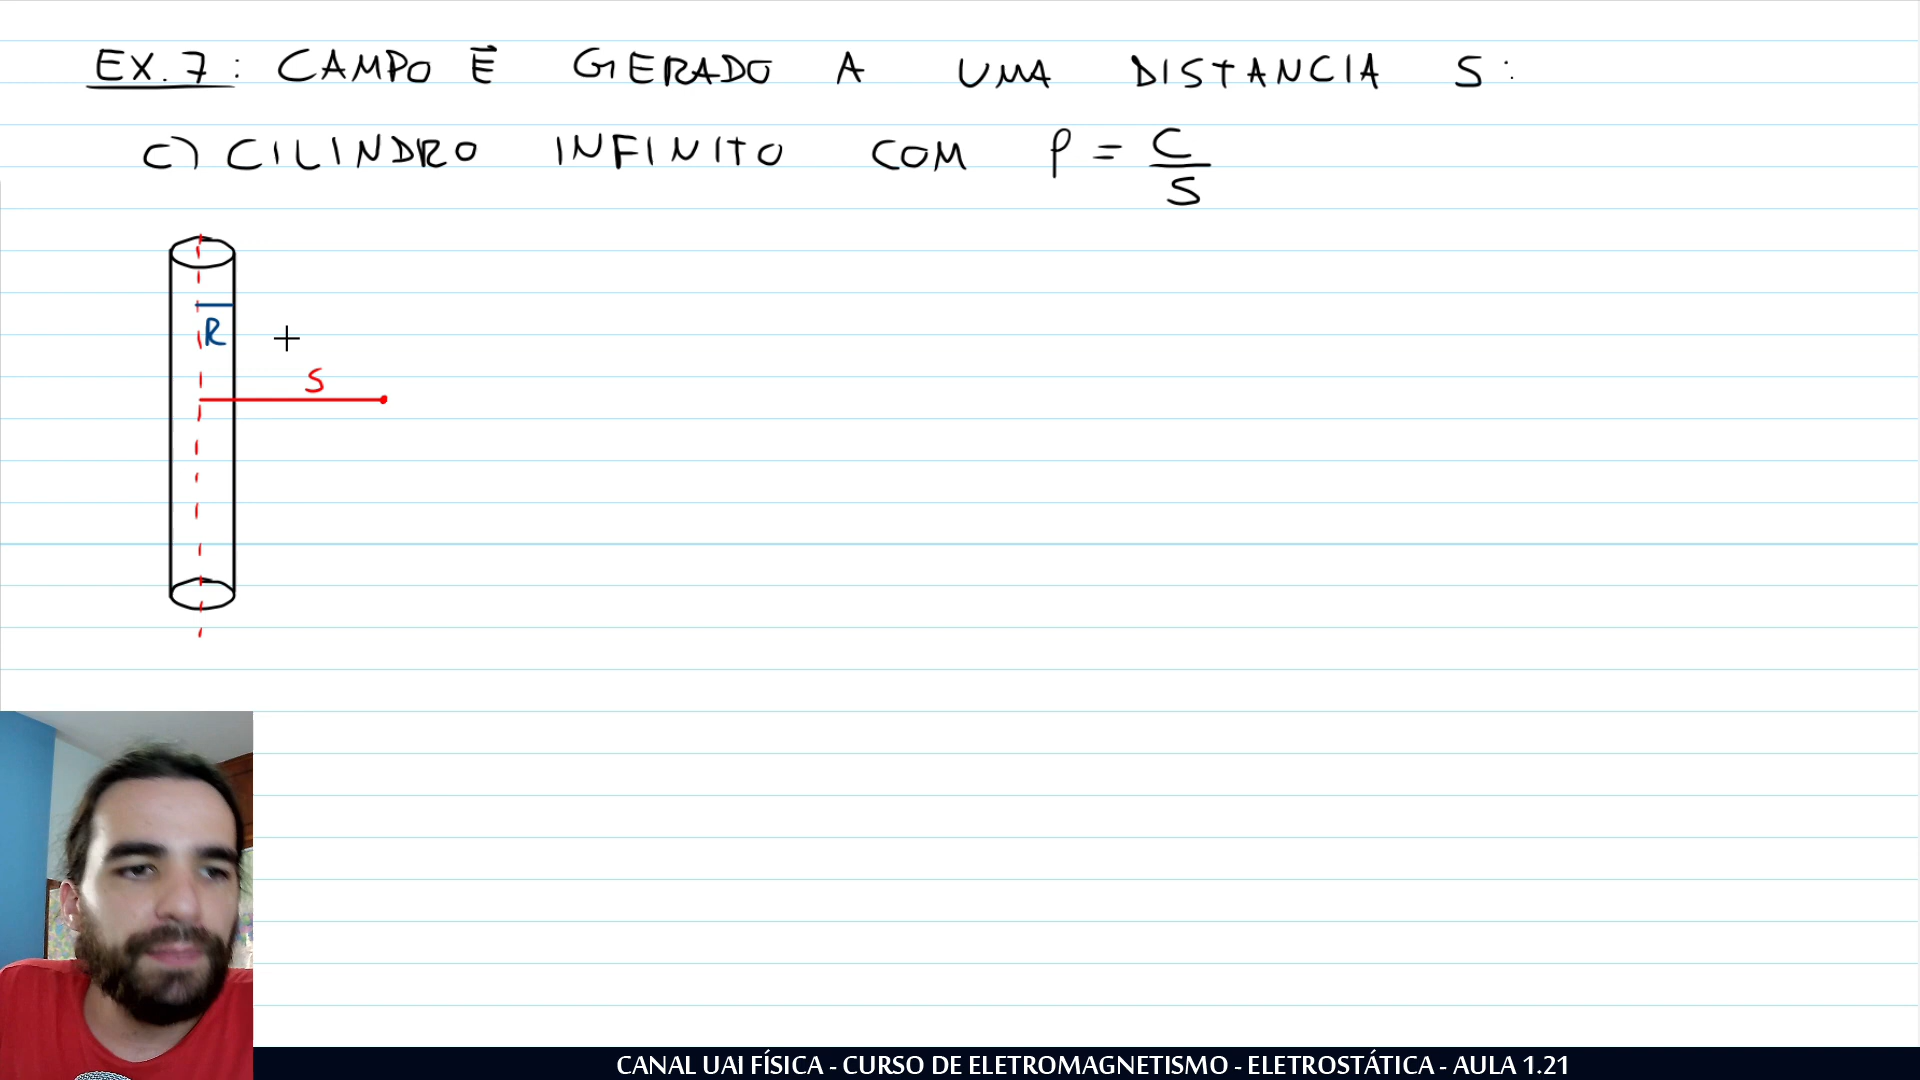 EX.7: CAMPO E GERADO A UMA DISTANCIA S:
C) CILINDRO INFINITO COM ρ = C/S
R
S
CANAL UAI FÍSICA - CURSO DE ELETROMAGNETISMO - ELETROSTÁTICA - AULA 1.21